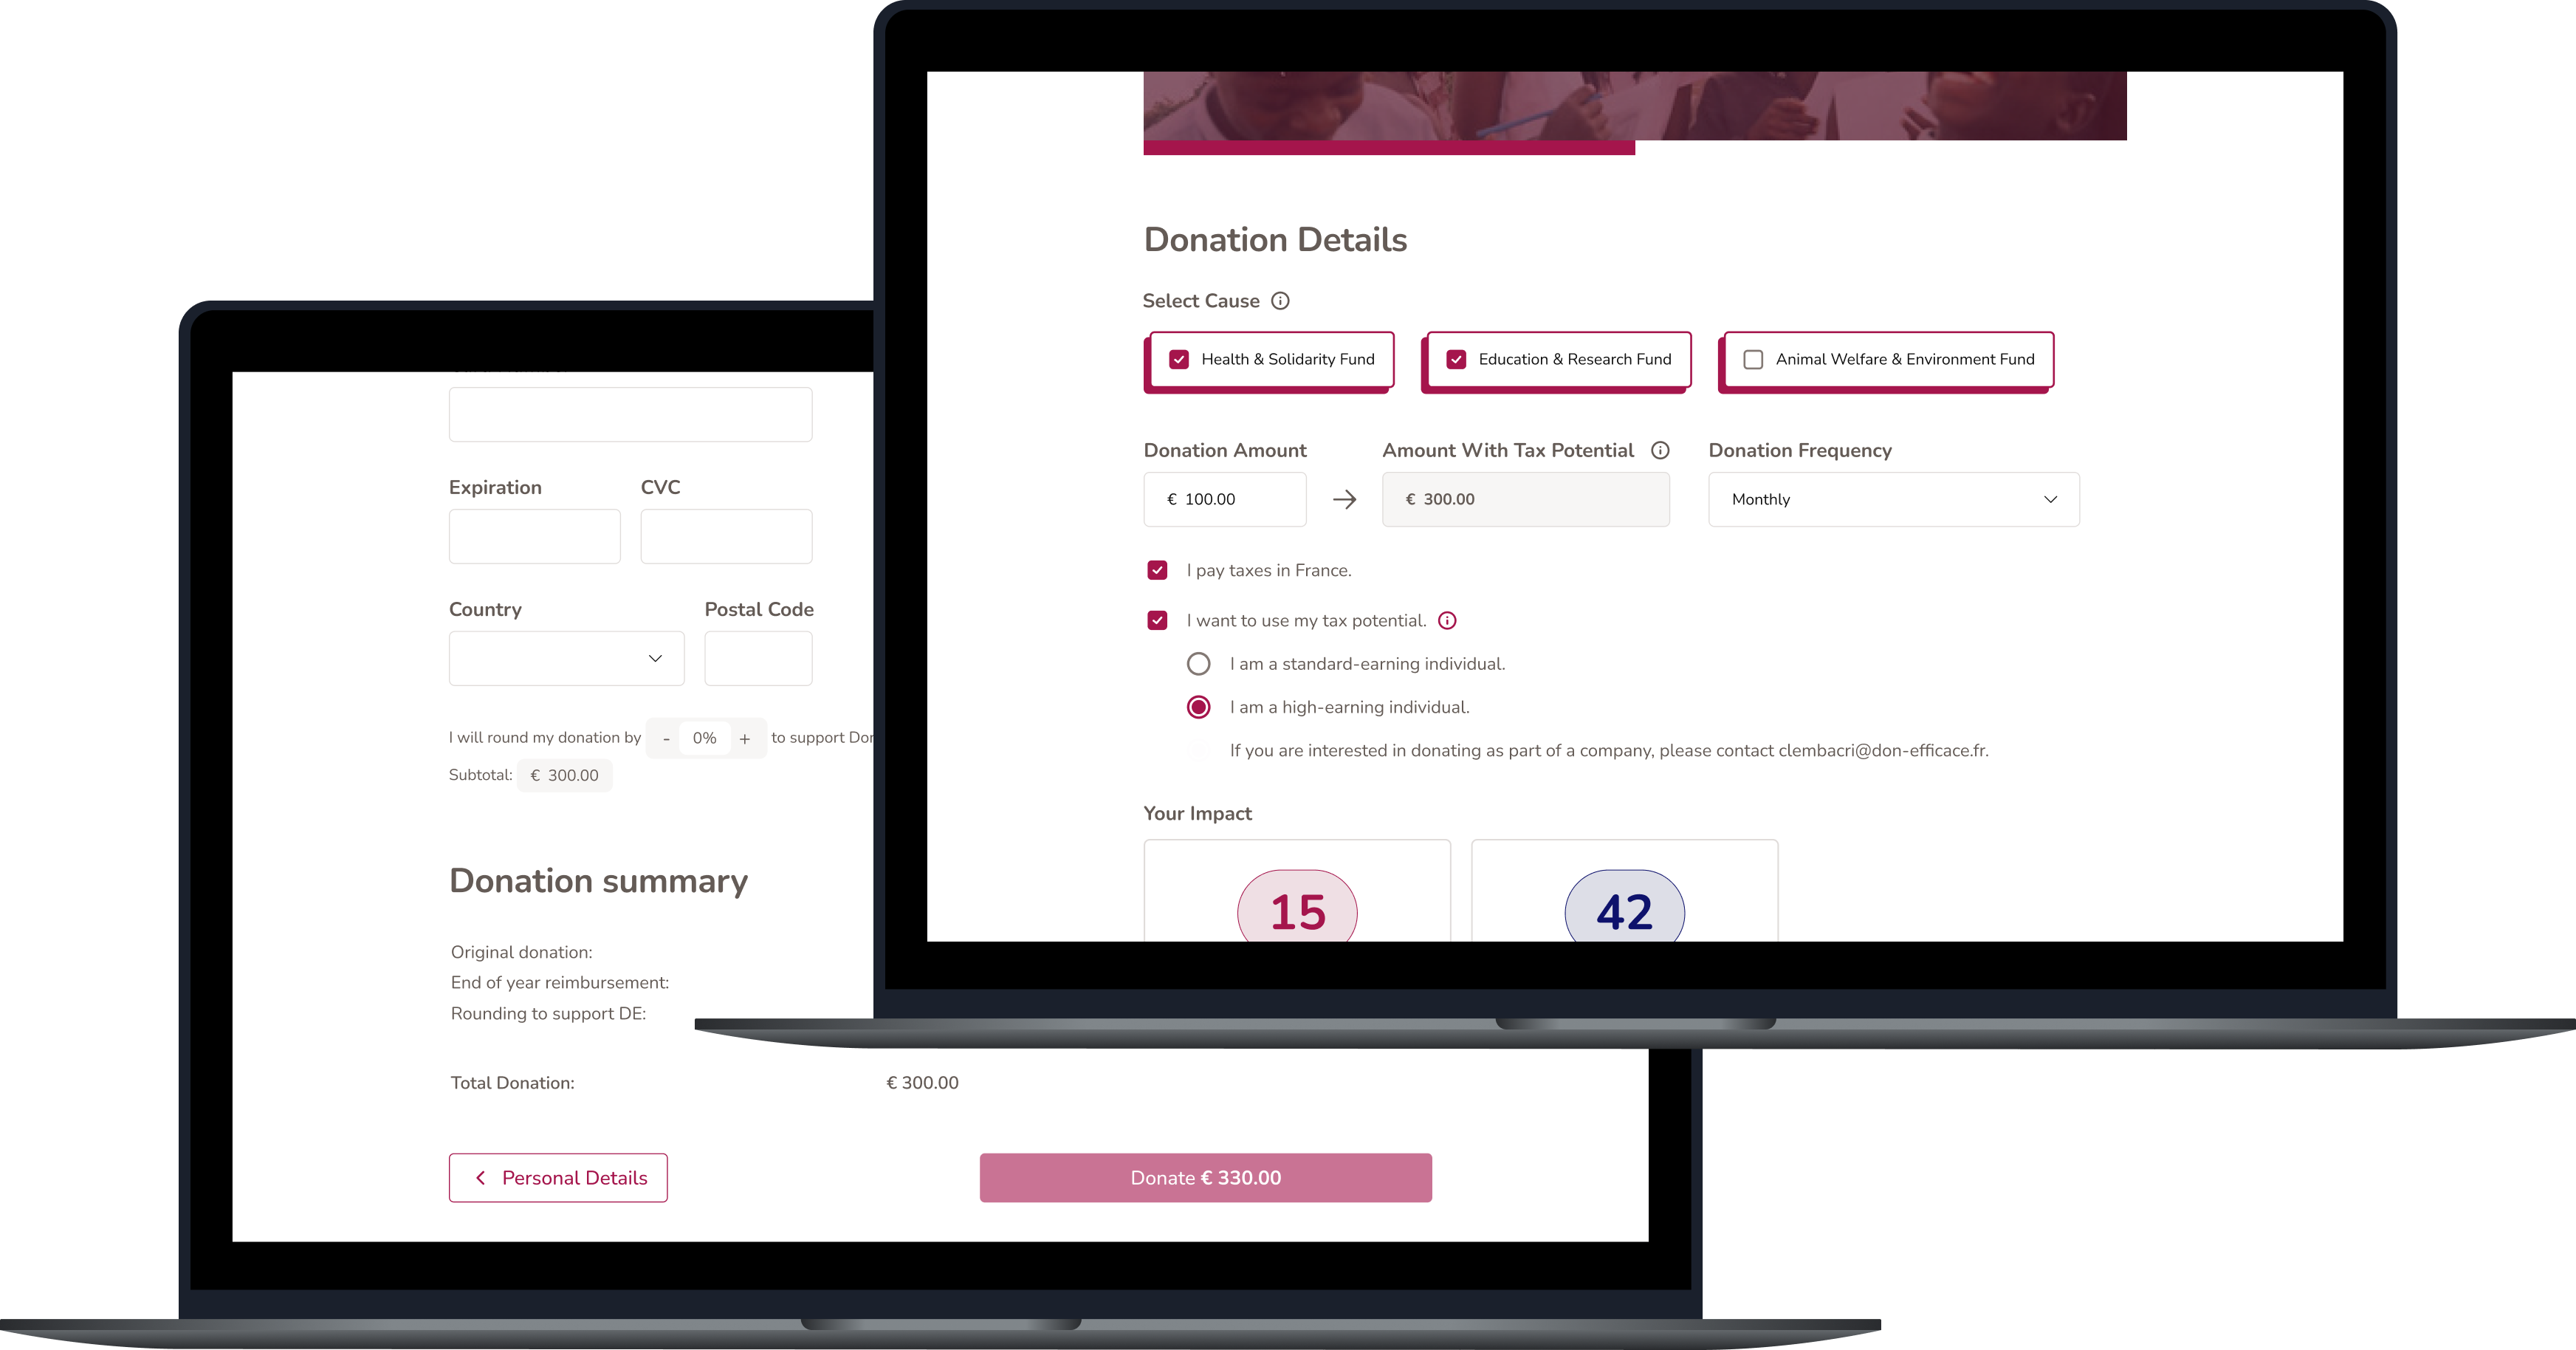 Donation Details
Select Cause
Health & Solidarity Fund
Education & Research Fund
Animal Welfare & Environment Fund
Donation Amount
Amount With Tax Potential
Donation Frequency
€ 100.00
€ 300.00
Monthly
I pay taxes in France.
I want to use my tax potential.
I am a standard-earning individual.
I am a high-earning individual.
If you are interested in donating as part of a company, please contact clembacri@don-efficace.fr.
Your Impact
15
42
Expiration
CVC
Country
Postal Code
I will round my donation by - 0% + to support
Subtotal: € 300.00
Donation summary
Original donation:
End of year reimbursement:
Rounding to support DE:
Total Donation:
€ 300.00
Personal Details
Donate € 330.00